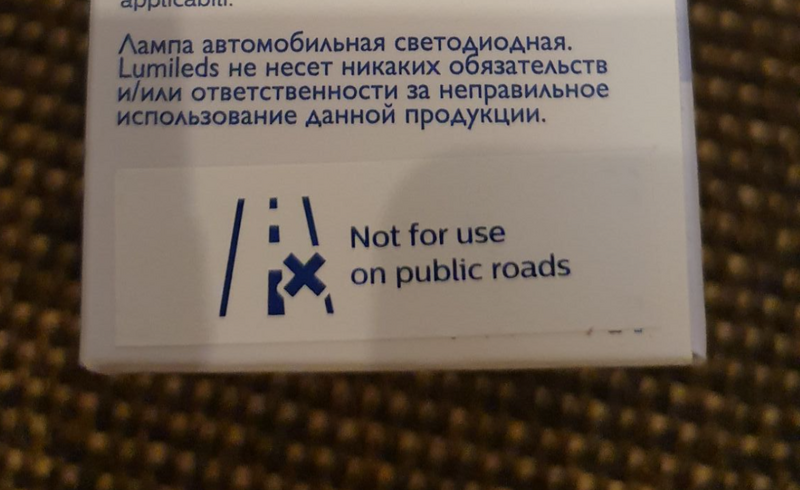 applicabili.
Лампа автомобильная светодиодная.
Lumileds не несет никаких обязательств
и/или ответственности за неправильное
использование данной продукции.
Not for use
on public roads